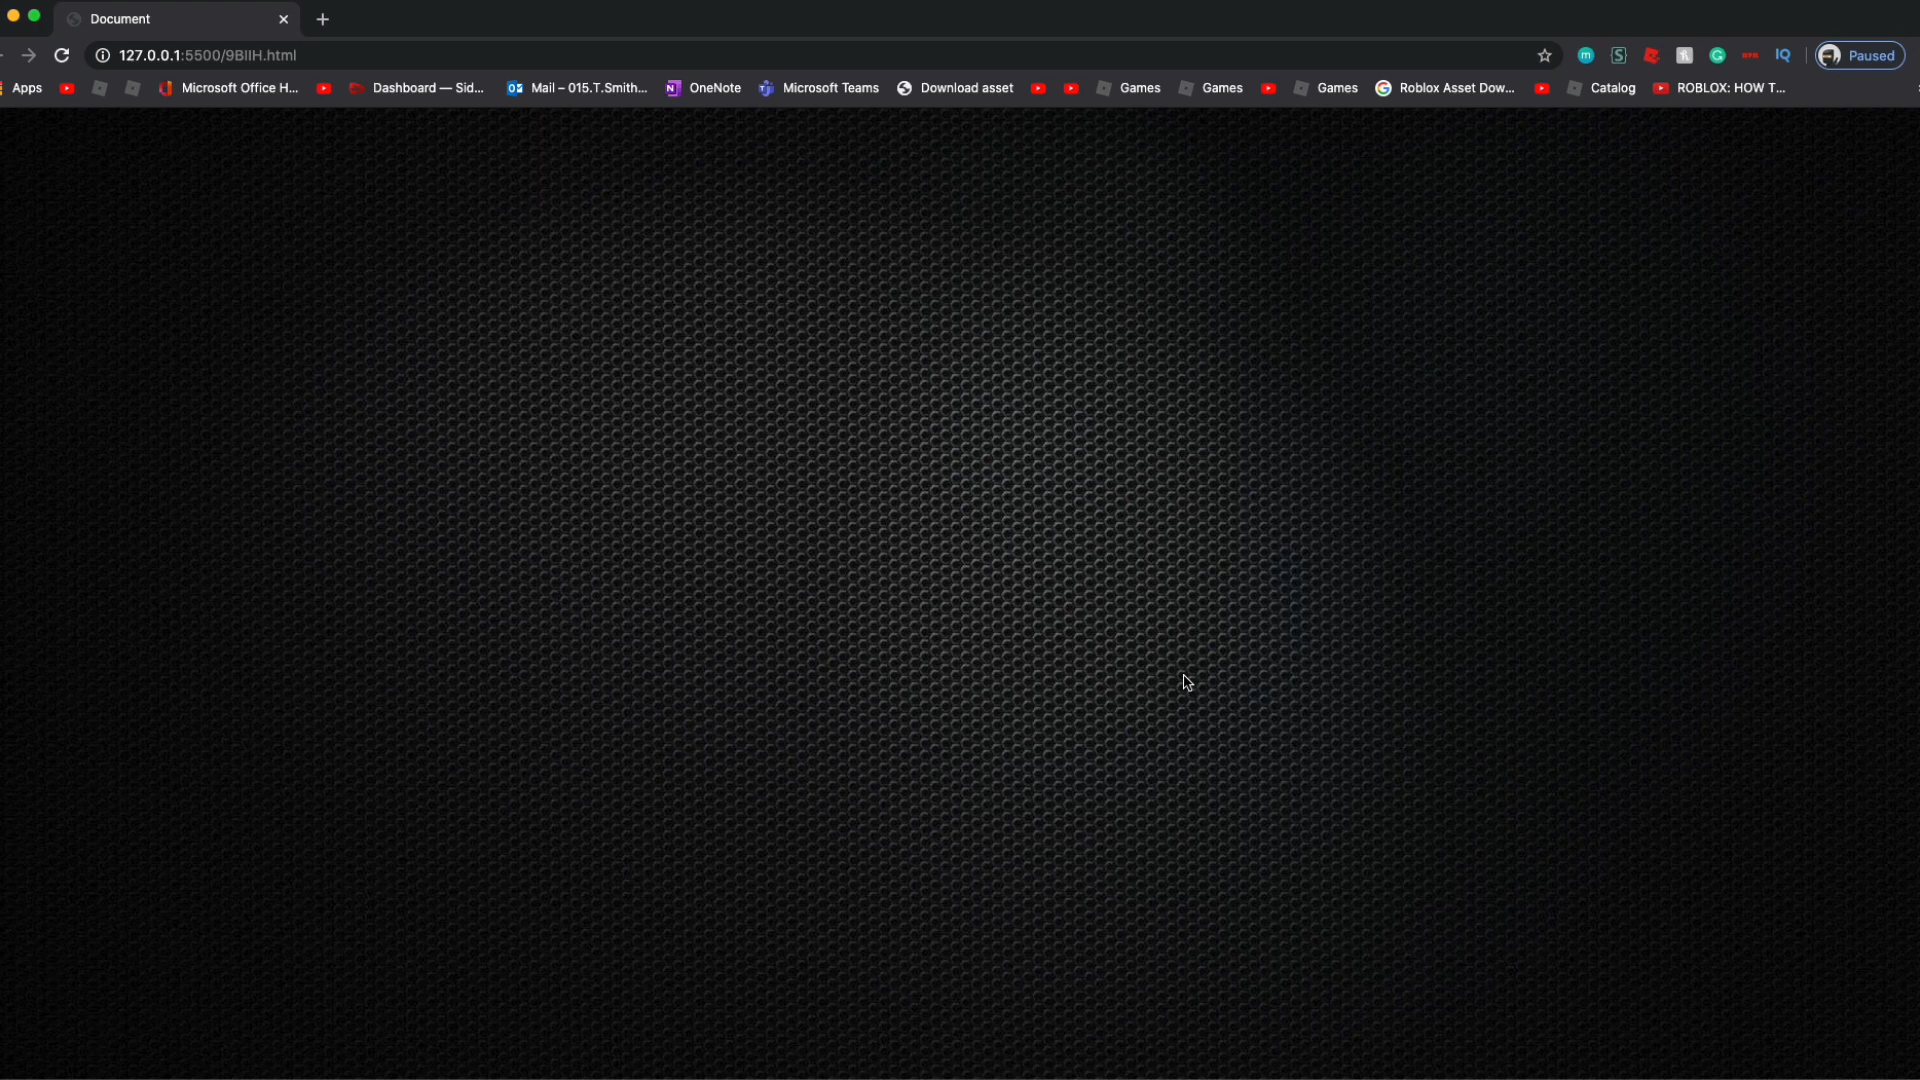 Document
127.0.0.1:5500/9BIIH.html
Paused
Apps
Microsoft Office H...
Dashboard — Sid...
Mail – 015.T.Smith...
OneNote
Microsoft Teams
Download asset
Games
Games
Games
Roblox Asset Dow...
Catalog
ROBLOX: HOW T...